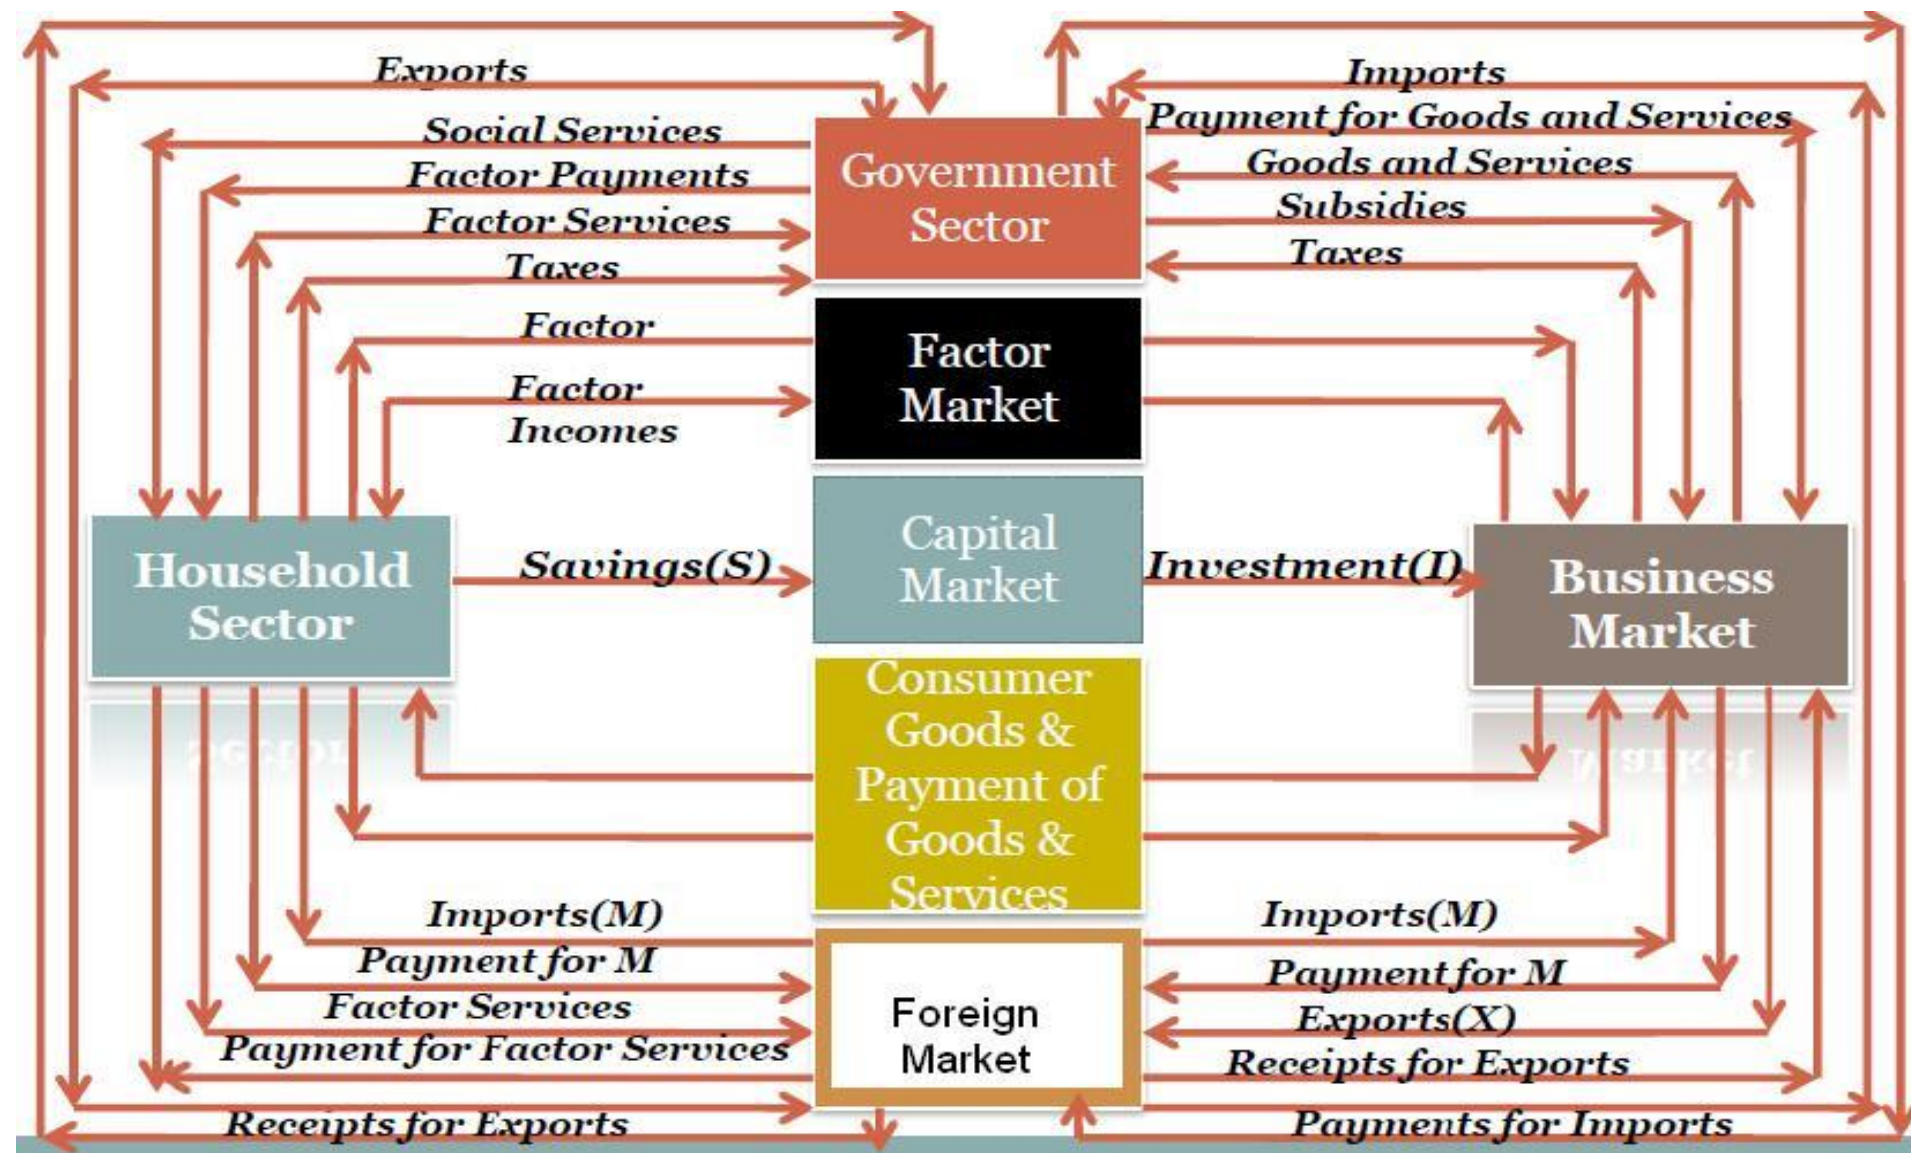 Exports
Imports
Payment for Goods and Services
Social Services
Goods and Services
Government
Sector
Factor Payments
Subsidies
Factor Services
Taxes
Taxes
Factor
Factor
Market
Factor
Incomes
Capital
Market
Household
Sector
Savings(S)
Investment(I)
Business
Market
Consumer
Goods &
Payment of
Goods &
Services
Imports(M)
Imports(M)
Payment for M
Payment for M
Factor Services
Exports(X)
Foreign
Market
Payment for Factor Services
Receipts for Exports
Receipts for Exports
Payments for Imports